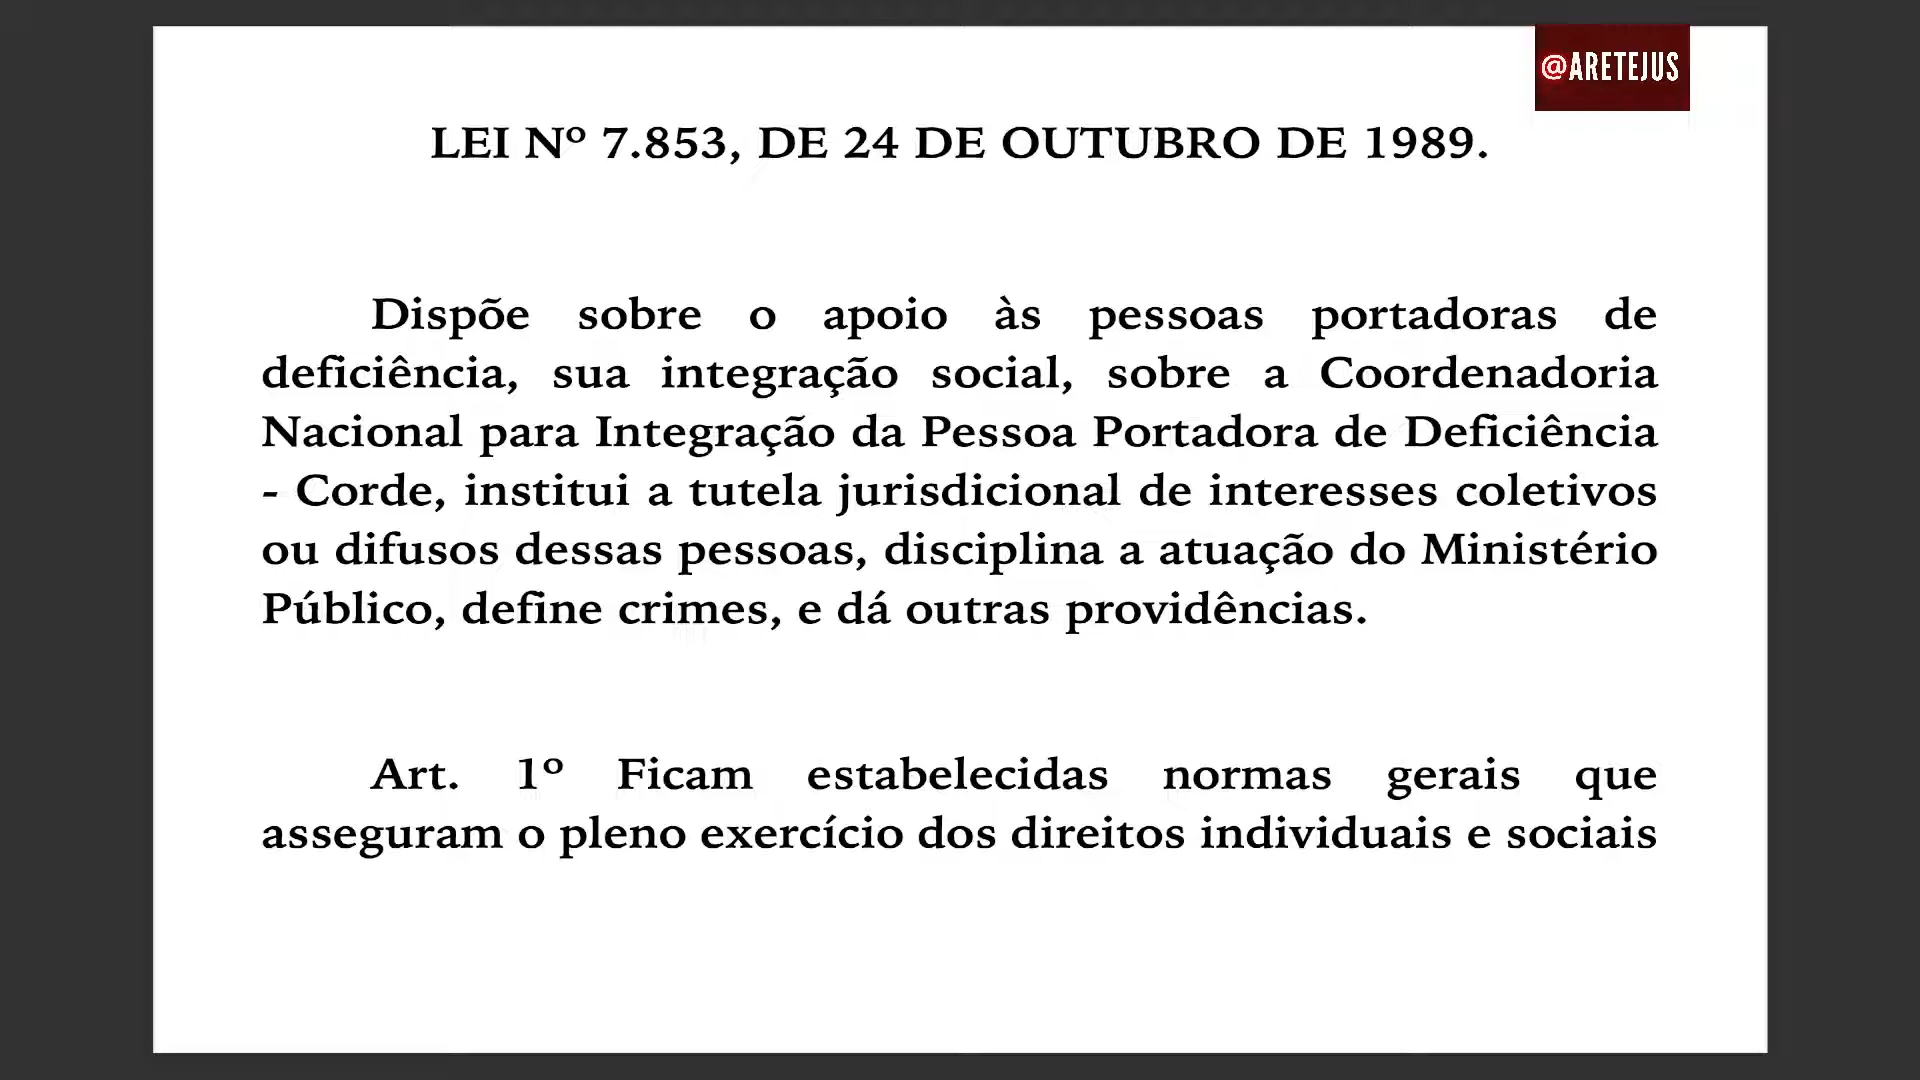 @ARETEJUS
LEI Nº 7.853, DE 24 DE OUTUBRO DE 1989.
Dispõe sobre o apoio às pessoas portadoras de
deficiência, sua integração social, sobre a Coordenadoria
Nacional para Integração da Pessoa Portadora de Deficiência
- Corde, institui a tutela jurisdicional de interesses coletivos
ou difusos dessas pessoas, disciplina a atuação do Ministério
Público, define crimes, e dá outras providências.
Art. 1º Ficam estabelecidas normas gerais que
asseguram o pleno exercício dos direitos individuais e sociais